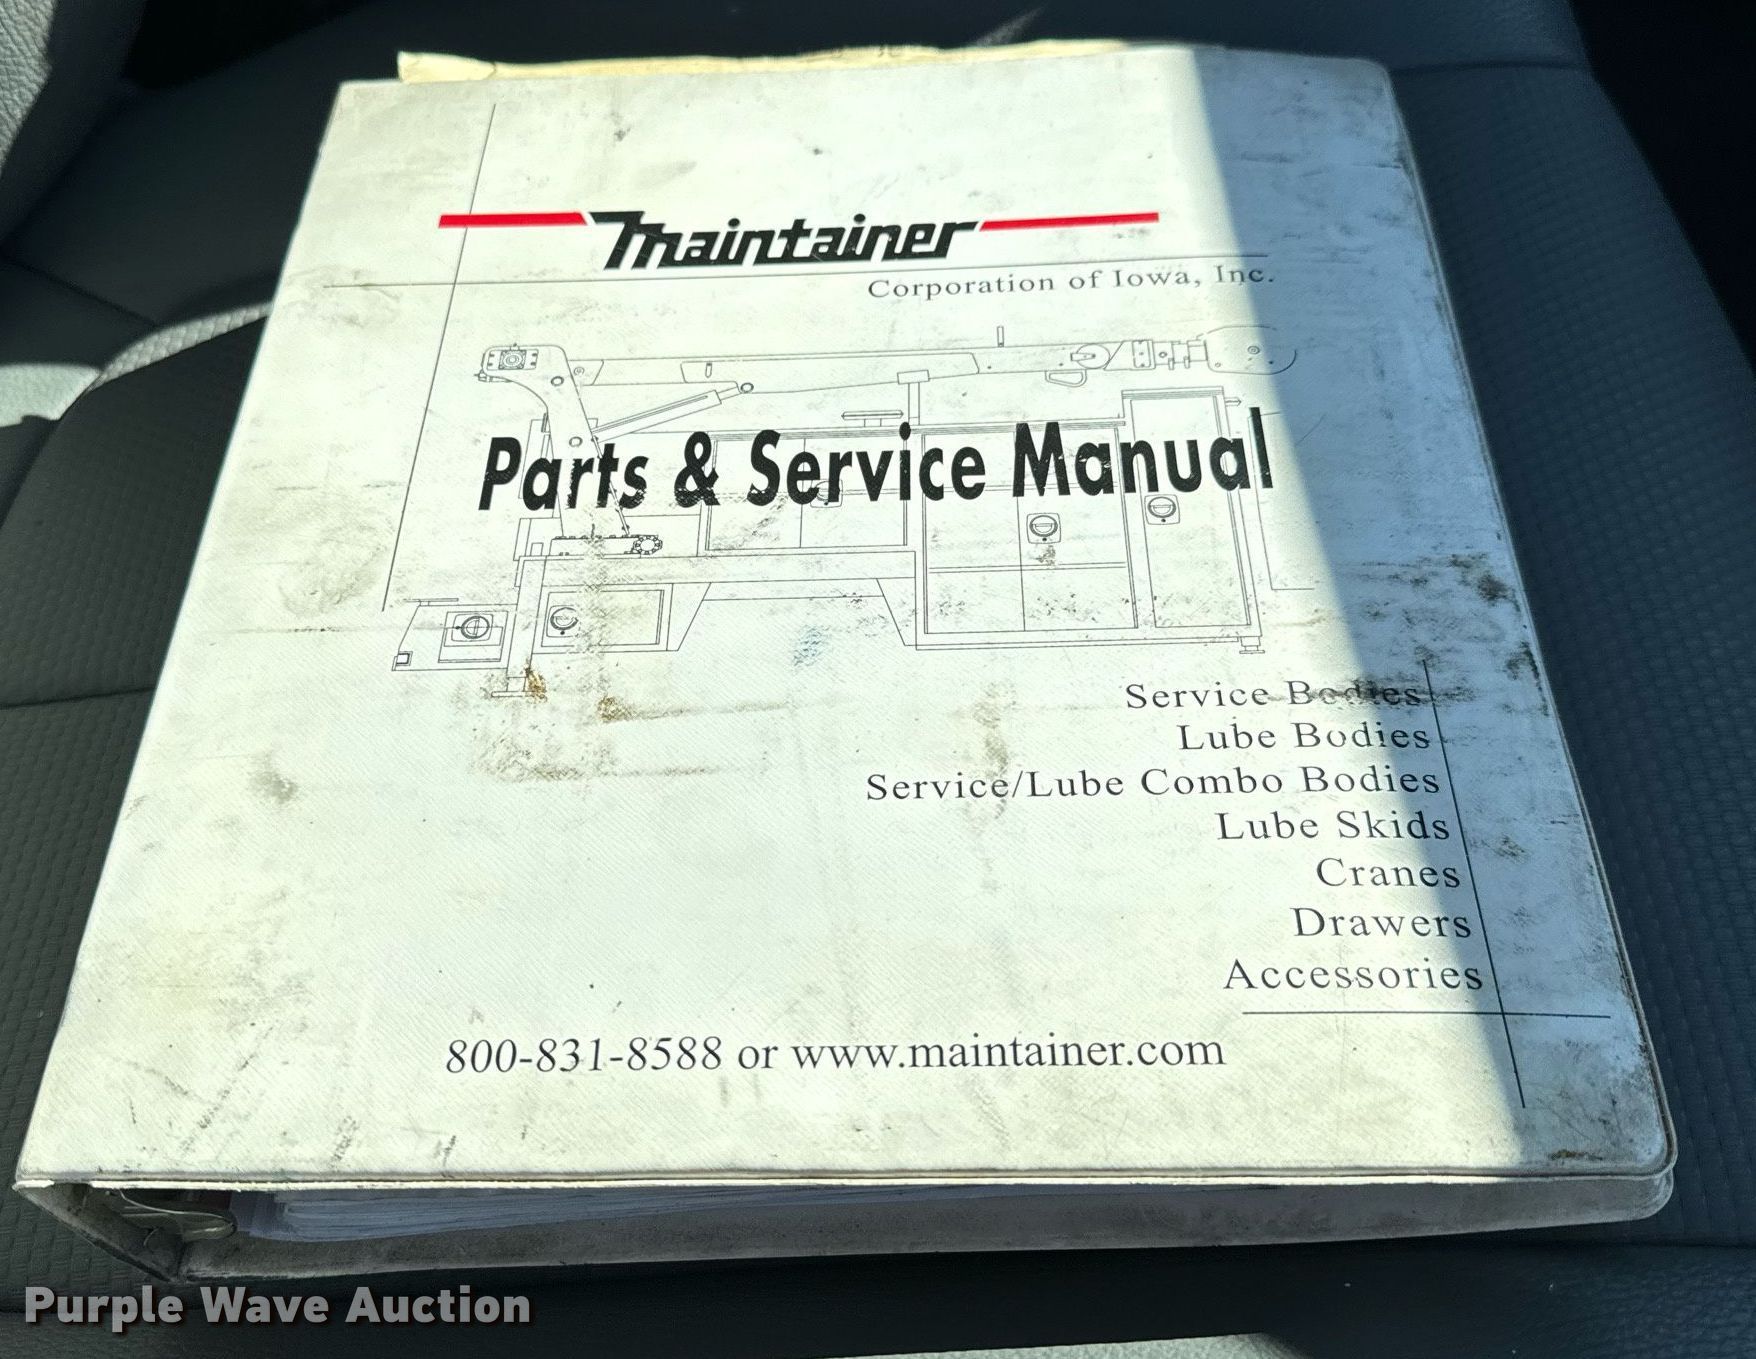 Maintainer
Corporation of Iowa, Inc.
Parts & Service Manual
Service Bodies
Lube Bodies
Service/Lube Combo Bodies
Lube Skids
Cranes
Drawers
Accessories
800-831-8588 or www.maintainer.com
Purple Wave Auction